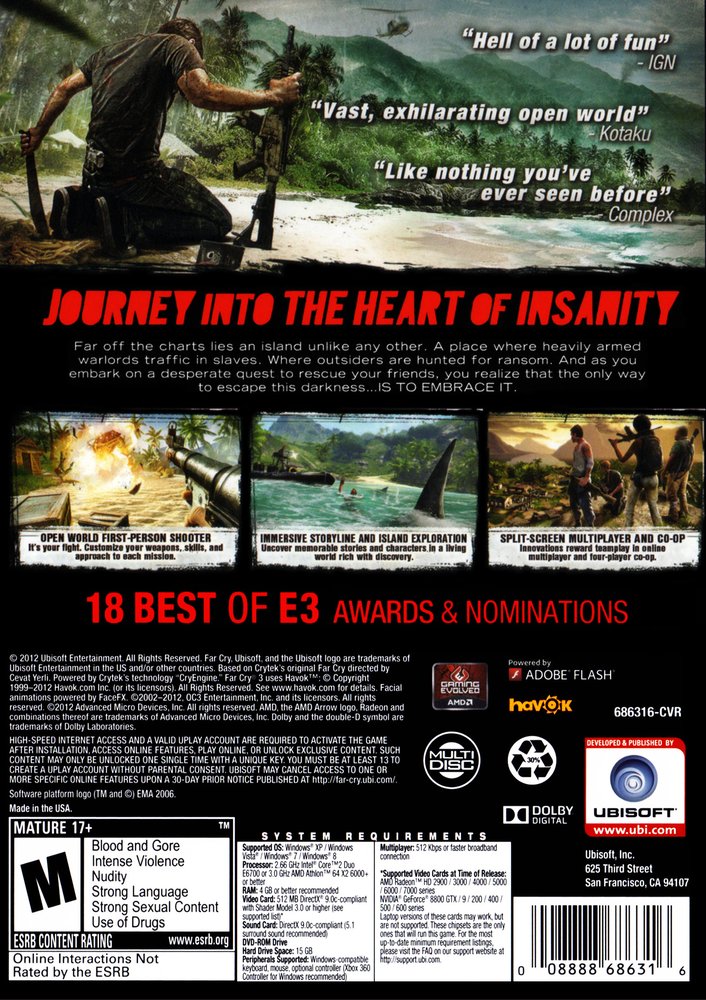 “Hell of a lot of fun”
- IGN
“Vast, exhilarating open world”
- Kotaku
“Like nothing you’ve
ever seen before”
- Complex
JOURNEY INTO THE HEART OF INSANITY
Far off the charts lies an island unlike any other. A place where heavily armed
warlords traffic in slaves. Where outsiders are hunted for ransom. And as you
embark on a desperate quest to rescue your friends, you realize that the only way
to escape this darkness...IS TO EMBRACE IT.
OPEN WORLD FIRST-PERSON SHOOTER
It's your fight. Customize your weapons, skills, and
approach to each mission.
IMMERSIVE STORYLINE AND ISLAND EXPLORATION
Uncover memorable stories and characters in a living
world rich with discovery.
SPLIT-SCREEN MULTIPLAYER AND CO-OP
Innovations reward teamplay in online
multiplayer and four-player co-op.
18 BEST OF E3 AWARDS & NOMINATIONS
© 2012 Ubisoft Entertainment. All Rights Reserved. Far Cry, Ubisoft, and the Ubisoft logo are trademarks of
Ubisoft Entertainment in the US and/or other countries. Based on Crytek's original Far Cry directed by
Cevat Yerli. Powered by Crytek's technology “CryEngine.” Far Cry® 3 uses Havok™: © Copyright
1999–2012 Havok.com Inc. (or its licensors). All Rights Reserved. See www.havok.com for details. Facial
animations powered by FaceFX. ©2002–2012, OC3 Entertainment, Inc. and its licensors. All rights
reserved. ©2012 Advanced Micro Devices, Inc. All rights reserved. AMD, the AMD Arrow logo, Radeon and
combinations thereof are trademarks of Advanced Micro Devices, Inc. Dolby and the double-D symbol are
trademarks of Dolby Laboratories.
HIGH-SPEED INTERNET ACCESS AND A VALID UPLAY ACCOUNT ARE REQUIRED TO ACTIVATE THE GAME
AFTER INSTALLATION, ACCESS ONLINE FEATURES, PLAY ONLINE, OR UNLOCK EXCLUSIVE CONTENT. SUCH
CONTENT MAY ONLY BE UNLOCKED ONE SINGLE TIME WITH A UNIQUE KEY. YOU MUST BE AT LEAST 13 TO
CREATE A UPLAY ACCOUNT WITHOUT PARENTAL CONSENT. UBISOFT MAY CANCEL ACCESS TO ONE OR
MORE SPECIFIC ONLINE FEATURES UPON A 30-DAY PRIOR NOTICE PUBLISHED AT http://far-cry.ubi.com/.
Software platform logo (TM and ©) EMA 2006.
Made in the USA.
GAMING
EVOLVED
AMD
Powered by
ADOBE® FLASH®
havok
686316-CVR
MULTI
DISC
30%
DOLBY
DIGITAL
DEVELOPED & PUBLISHED BY
UBISOFT®
www.ubi.com
Ubisoft, Inc.
625 Third Street
San Francisco, CA 94107
MATURE 17+ ™
M
Blood and Gore
Intense Violence
Nudity
Strong Language
Strong Sexual Content
Use of Drugs
ESRB CONTENT RATING www.esrb.org
Online Interactions Not
Rated by the ESRB
SYSTEM REQUIREMENTS
Supported OS: Windows® XP / Windows
Vista® / Windows® 7 / Windows® 8
Processor: 2.66 GHz Intel® Core™2 Duo
E6700 or 3.0 GHz AMD Athlon™ 64 X2 6000+
or better
RAM: 4 GB or better recommended
Video Card: 512 MB DirectX® 9.0c-compliant
with Shader Model 3.0 or higher (see
supported list)*
Sound Card: DirectX 9.0c-compliant (5.1
surround sound recommended)
DVD-ROM Drive
Hard Drive Space: 15 GB
Peripherals Supported: Windows-compatible
keyboard, mouse, optional controller (Xbox 360
Controller for Windows recommended)
Multiplayer: 512 Kbps or faster broadband
connection
*Supported Video Cards at Time of Release:
AMD Radeon™ HD 2900 / 3000 / 4000 / 5000
/ 6000 / 7000 series
NVIDIA® GeForce® 8800 GTX / 9 / 200 / 400 /
500 / 600 series
Laptop versions of these cards may work, but
are not supported. These chipsets are the only
ones that will run this game. For the most
up-to-date minimum requirement listings,
please visit the FAQ on our support website at
http://support.ubi.com.
0 08888 68631 6